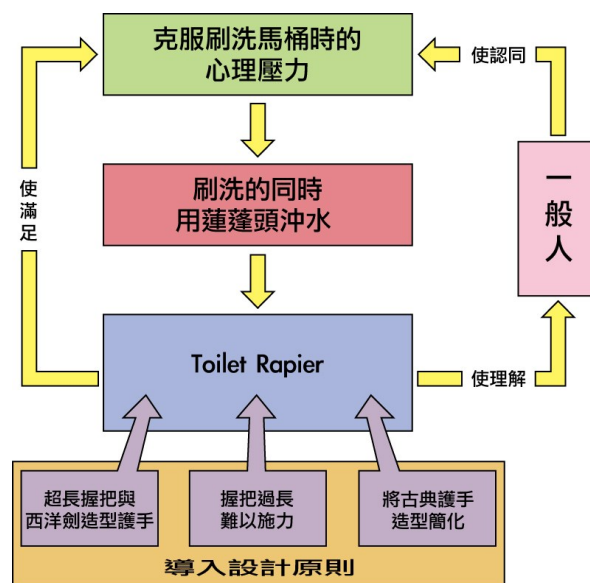 克服刷洗馬桶時的
心理壓力
使認同
使滿足
刷洗的同時
用蓮蓬頭沖水
一般人
Toilet Rapier
使理解
超長握把與
西洋劍造型護手
握把過長
難以施力
將古典護手
造型簡化
導入設計原則